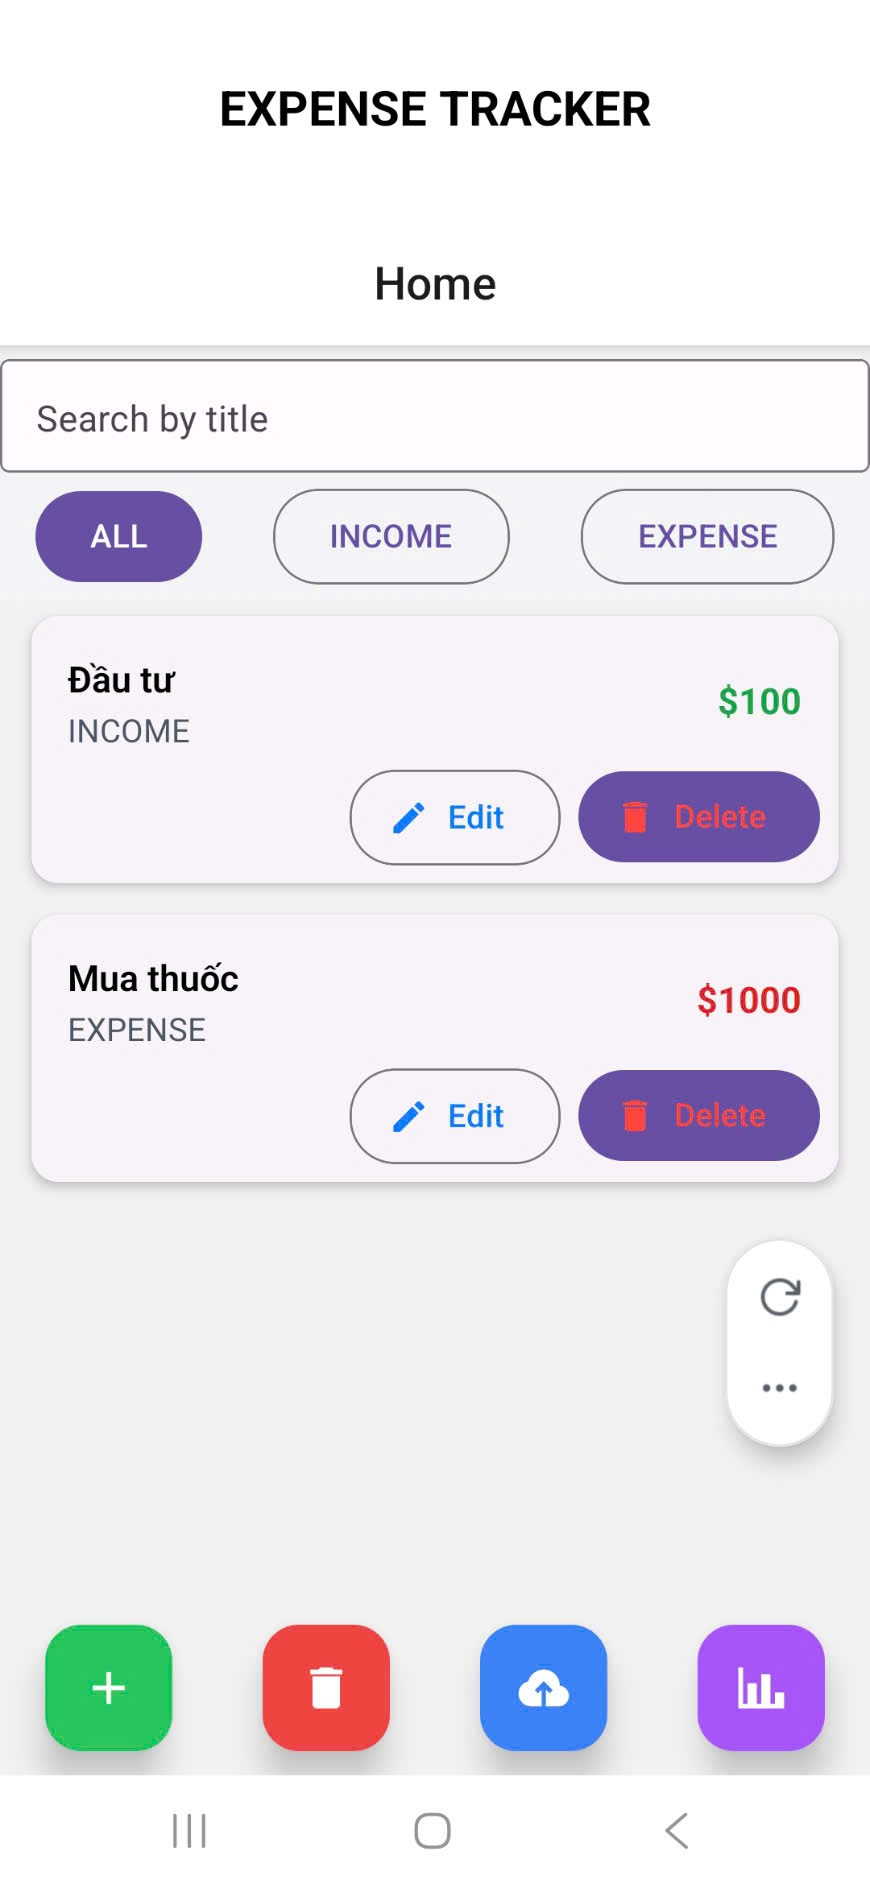 EXPENSE TRACKER
Home
Search by title
ALL INCOME EXPENSE
Đầu tư
$100
INCOME
Edit Delete
Mua thuốc
$1000
EXPENSE
Edit Delete